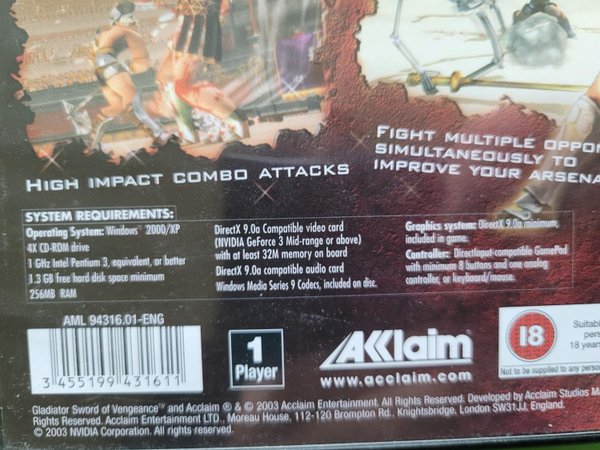 HIGH IMPACT COMBO ATTACKS
FIGHT MULTIPLE
SIMULTANEOUSLY TO
IMPROVE YOUR
SYSTEM REQUIREMENTS:
Operating System: Windows® 2000/XP
4X CD-ROM drive
1 GHz Intel Pentium 3, equivalent, or better
1.3 GB free hard disk space minimum
256MB RAM
DirectX 9.0a Compatible video card
(NVIDIA GeForce 3 Mid-range or above)
with at least 32M memory on board
DirectX 9.0a compatible audio card
Windows Media Series 9 Codecs, included on disc.
Graphics system: DirectX 9.0a minimum,
included in game.
Controller: DirectInput-compatible GamePad
with minimum 8 buttons and one analog
controller, or keyboard/mouse.
AML 94316.01-ENG
3 455199 431611
1
Player
AKklaim
www.acclaim.com
18
18 years
Not to be supplied to any
Gladiator Sword of Vengeance™ and Acclaim ® & © 2003 Acclaim Entertainment. All Rights Reserved. Developed by Acclaim Studios
Rights Reserved. Acclaim Entertainment LTD., Moreau House, 112-120 Brompton Rd., Knightsbridge, London SW31JJ, England.
© 2003 NVIDIA Corporation. All rights reserved.